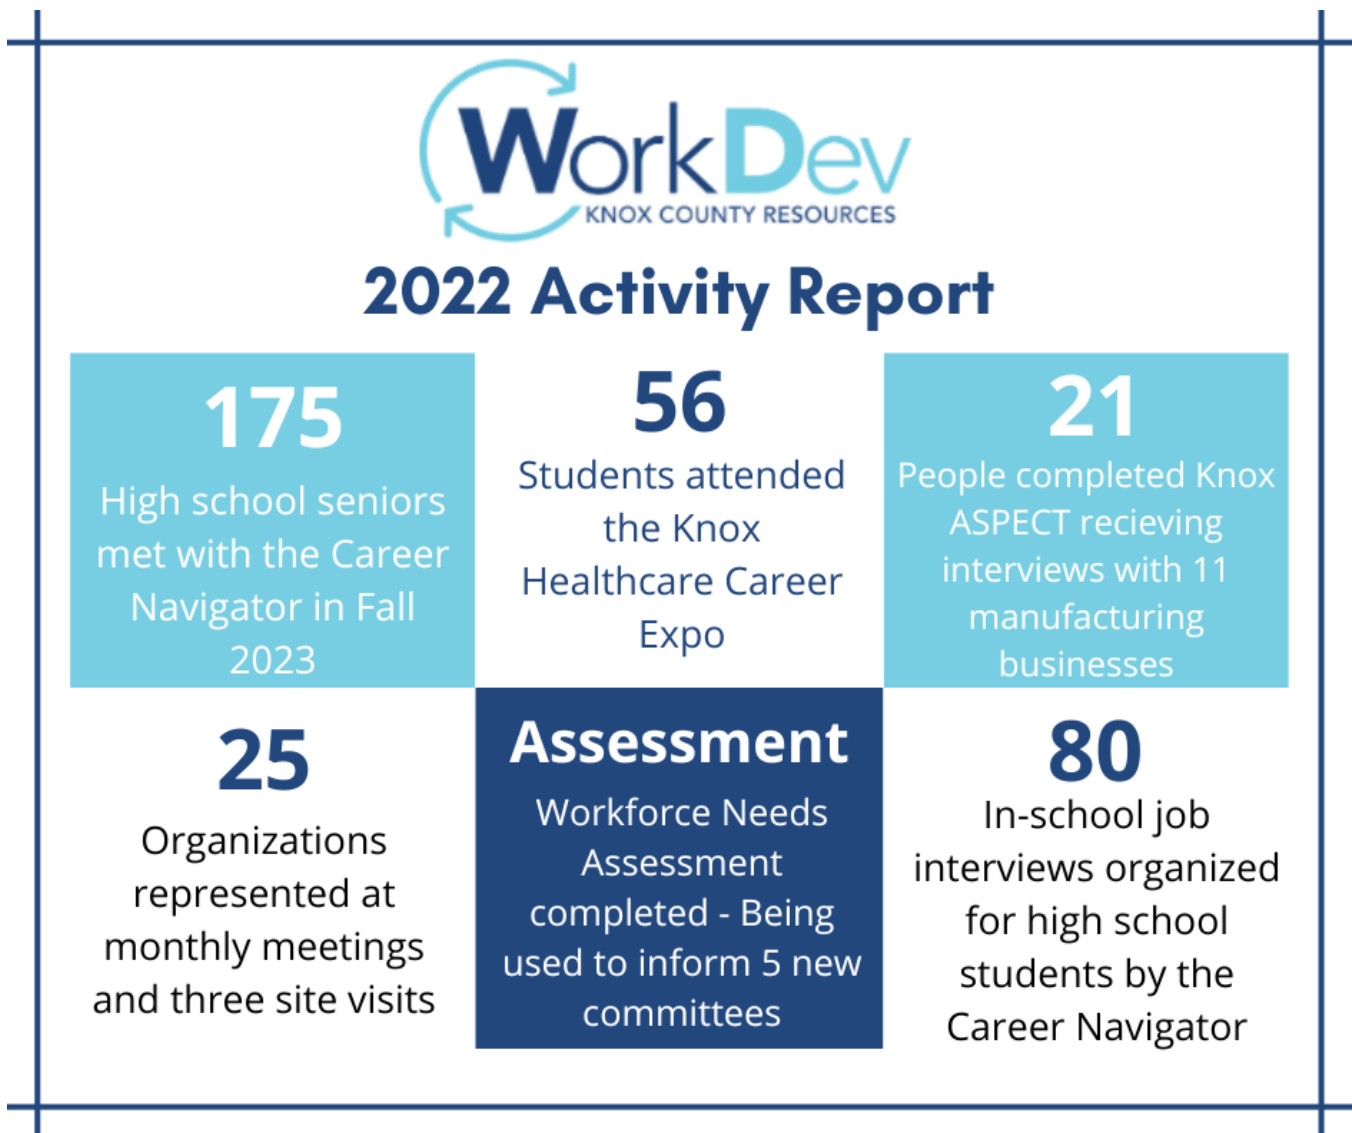 WorkDev
KNOX COUNTY RESOURCES
2022 Activity Report
175
High school seniors
met with the Career
Navigator in Fall
2023
56
Students attended
the Knox
Healthcare Career
Expo
21
People completed Knox
ASPECT recieving
interviews with 11
manufacturing
businesses
25
Organizations
represented at
monthly meetings
and three site visits
Assessment
Workforce Needs
Assessment
completed - Being
used to inform 5 new
committees
80
In-school job
interviews organized
for high school
students by the
Career Navigator